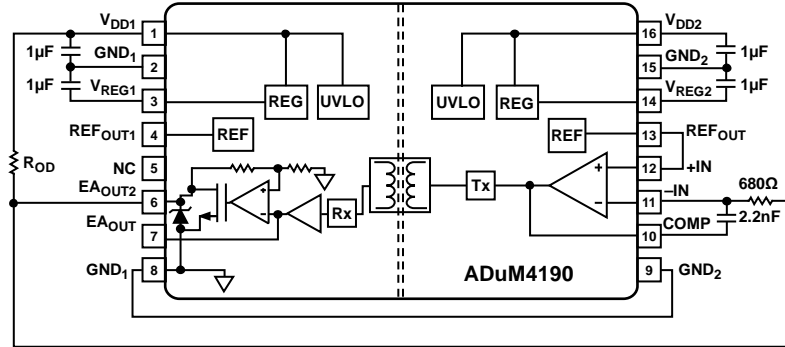 VDD1
1µF
GND1
1µF
VREG1
REFOUT1
ROD
NC
EAOUT2
EAOUT
GND1
1
2
3
4
5
6
7
8
REG
UVLO
REF
Rx
Tx
UVLO
REG
REF
+
−
+
−
ADuM4190
16
15
14
13
12
11
10
9
VDD2
1µF
GND2
1µF
VREG2
REFOUT
+IN
–IN
680Ω
2.2nF
COMP
GND2